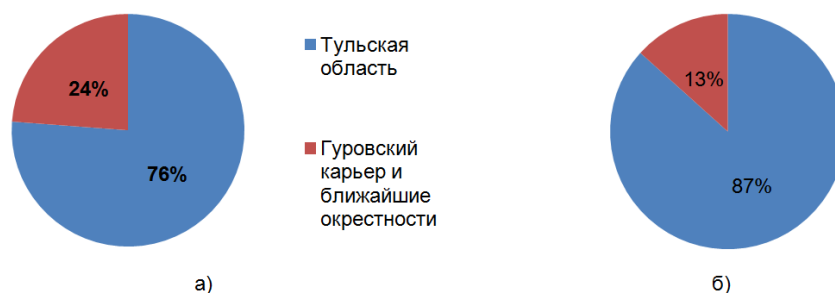 24%
76%
Тульская
область
Гуровский
карьер и
ближайшие
окрестности
13%
87%
а)
б)